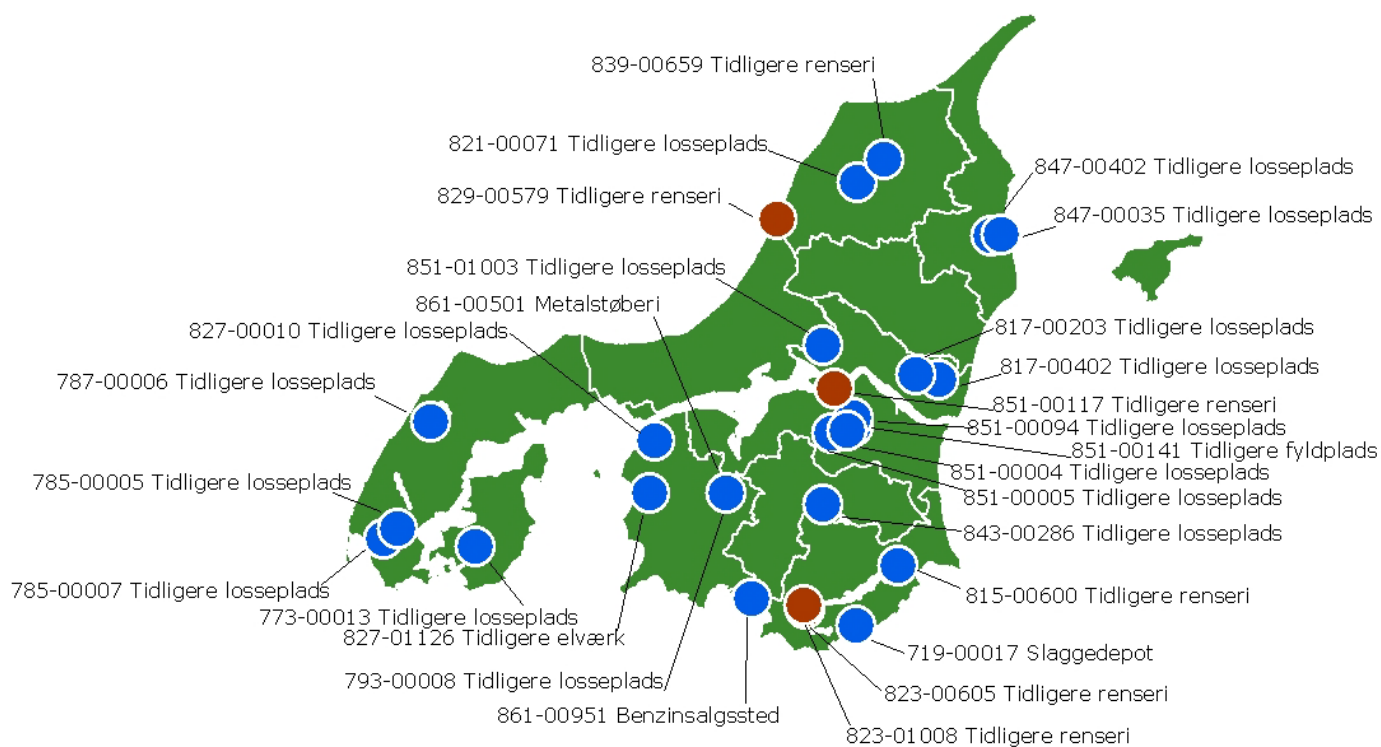 839-00659 Tidligere renseri
821-00071 Tidligere losseplads
847-00402 Tidligere losseplads
829-00579 Tidligere renseri
847-00035 Tidligere losseplads
851-01003 Tidligere losseplads
861-00501 Metalstøberi
827-00010 Tidligere losseplads
817-00203 Tidligere losseplads
817-00402 Tidligere losseplads
787-00006 Tidligere losseplads
851-00117 Tidligere renseri
851-00094 Tidligere losseplads
851-00141 Tidligere fyldplads
851-00004 Tidligere losseplads
785-00005 Tidligere losseplads
851-00005 Tidligere losseplads
843-00286 Tidligere losseplads
785-00007 Tidligere losseplads
815-00600 Tidligere renseri
773-00013 Tidligere losseplads
827-01126 Tidligere elværk
719-00017 Slaggedepot
793-00008 Tidligere losseplads
823-00605 Tidligere renseri
861-00951 Benzinsalgssted
823-01008 Tidligere renseri